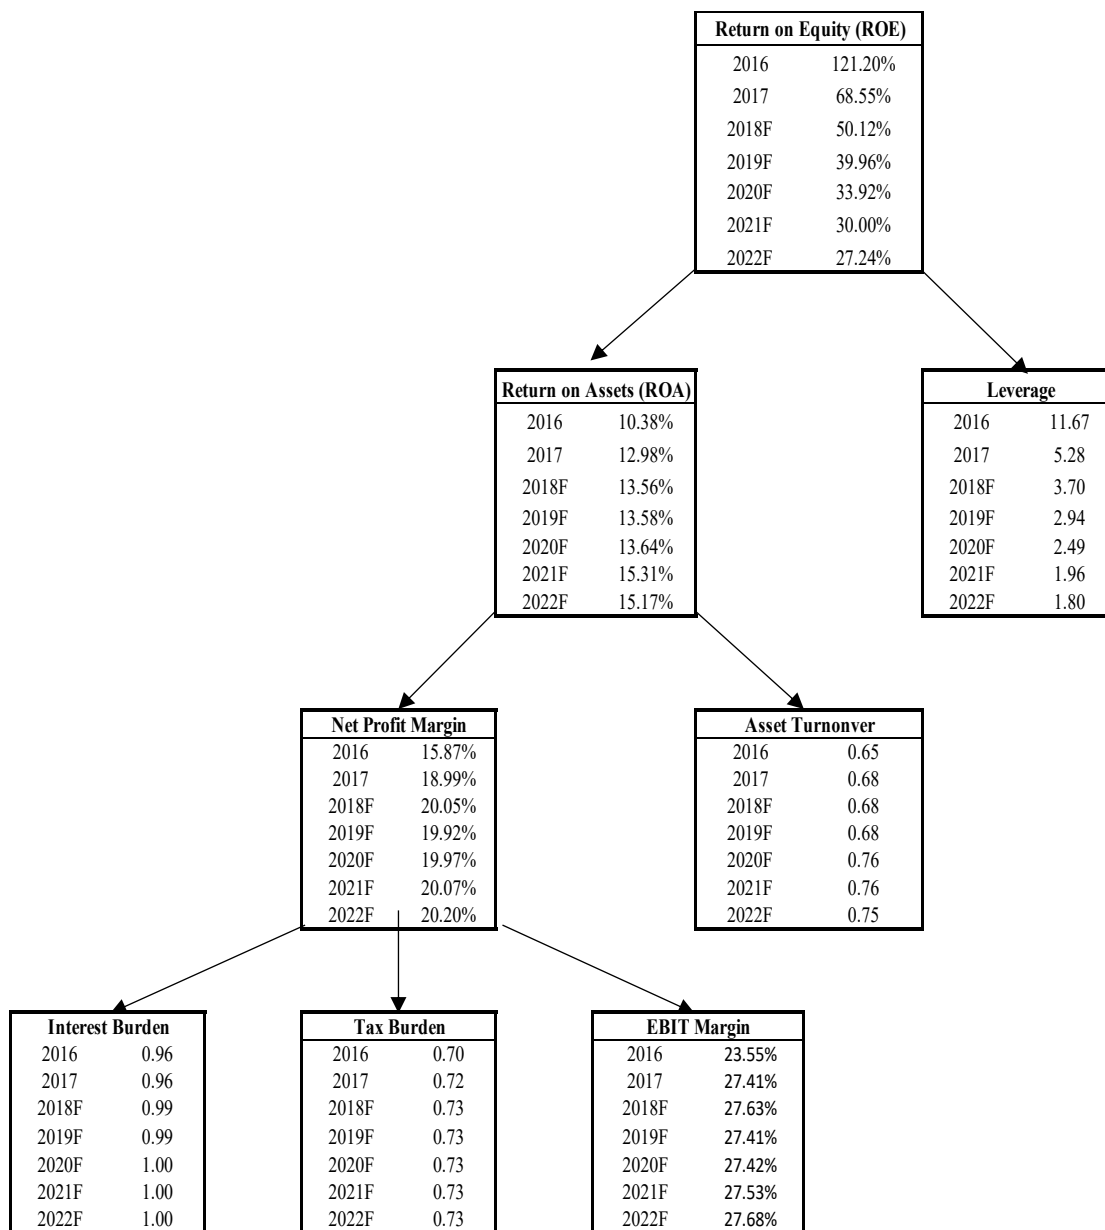 Return on Equity (ROE)
2016 121.20%
2017 68.55%
2018F 50.12%
2019F 39.96%
2020F 33.92%
2021F 30.00%
2022F 27.24%
Return on Assets (ROA)
2016 10.38%
2017 12.98%
2018F 13.56%
2019F 13.58%
2020F 13.64%
2021F 15.31%
2022F 15.17%
Leverage
2016 11.67
2017 5.28
2018F 3.70
2019F 2.94
2020F 2.49
2021F 1.96
2022F 1.80
Net Profit Margin
2016 15.87%
2017 18.99%
2018F 20.05%
2019F 19.92%
2020F 19.97%
2021F 20.07%
2022F 20.20%
Asset Turnonver
2016 0.65
2017 0.68
2018F 0.68
2019F 0.68
2020F 0.76
2021F 0.76
2022F 0.75
Interest Burden
2016 0.96
2017 0.96
2018F 0.99
2019F 0.99
2020F 1.00
2021F 1.00
2022F 1.00
Tax Burden
2016 0.70
2017 0.72
2018F 0.73
2019F 0.73
2020F 0.73
2021F 0.73
2022F 0.73
EBIT Margin
2016 23.55%
2017 27.41%
2018F 27.63%
2019F 27.41%
2020F 27.42%
2021F 27.53%
2022F 27.68%